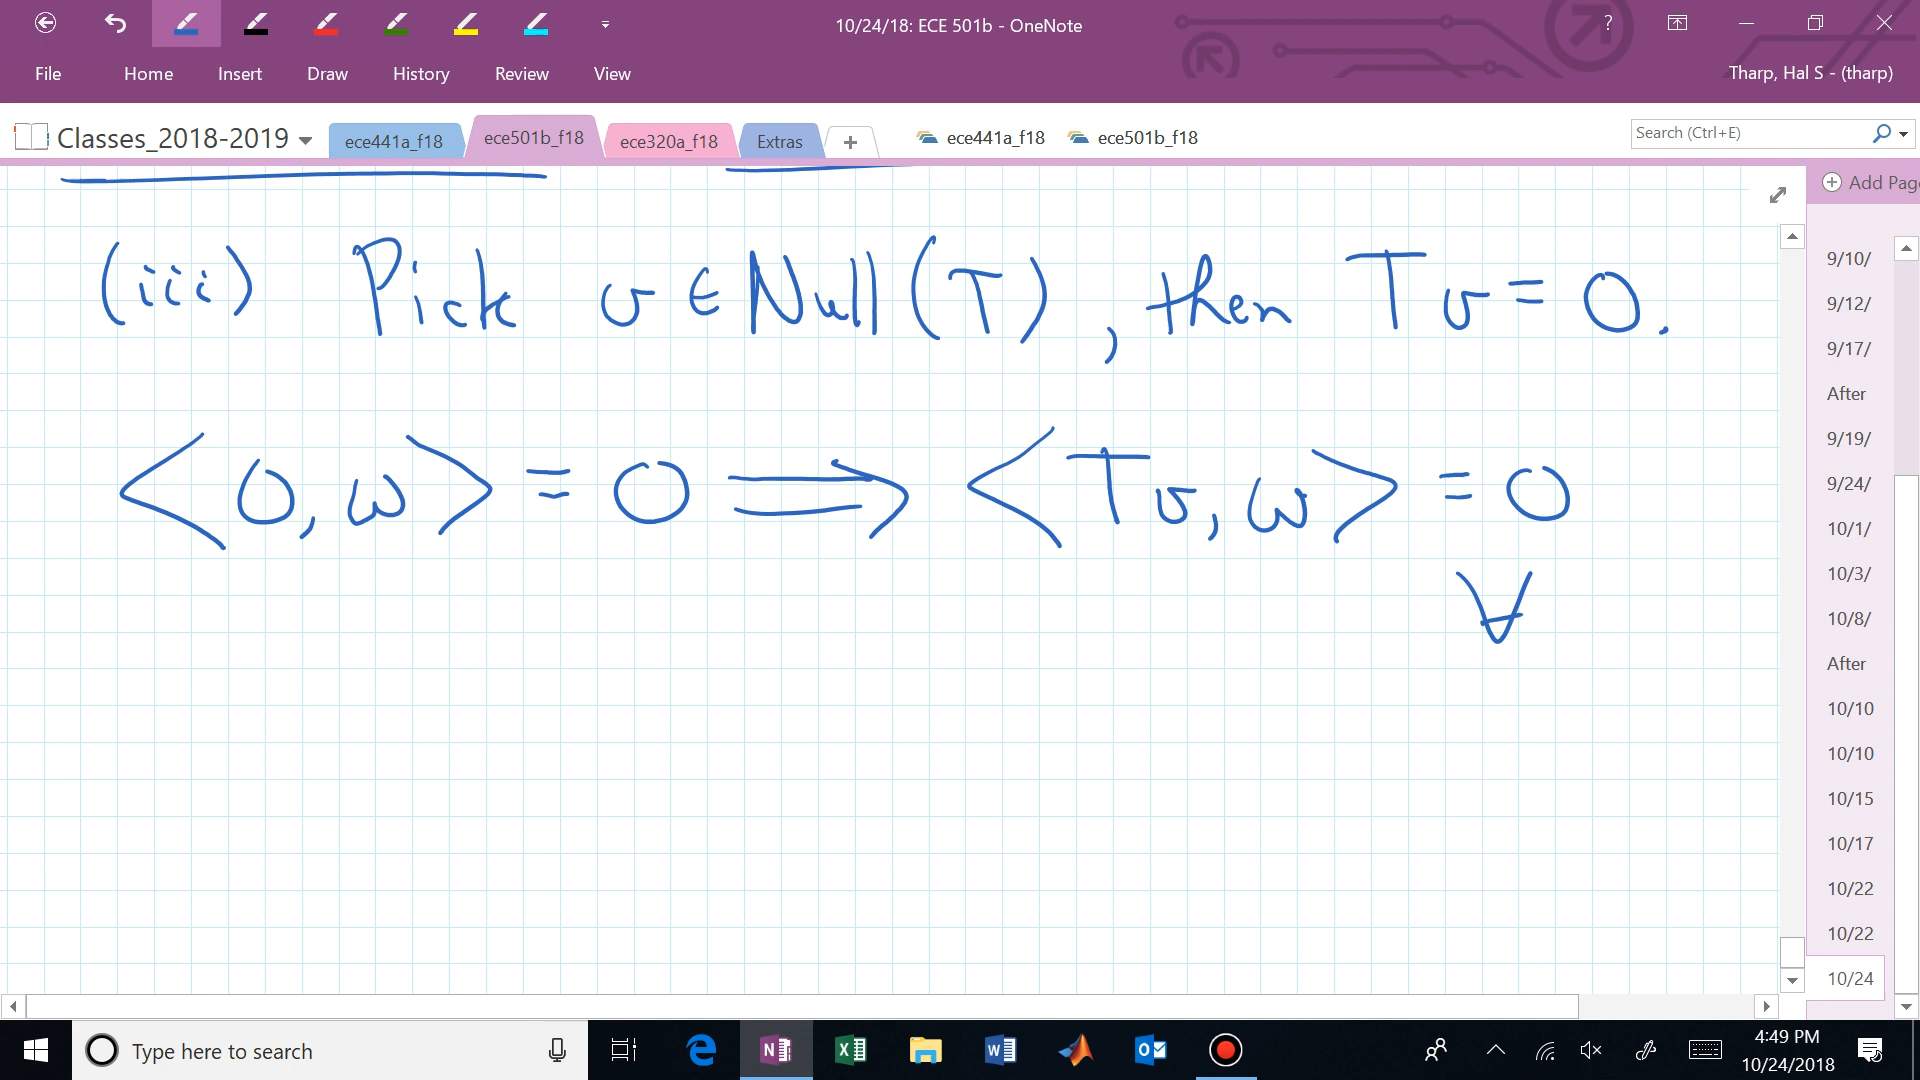 10/24/18: ECE 501b - OneNote
?
File Home Insert Draw History Review View
Tharp, Hal S - (tharp)
Classes_2018-2019
ece441a_f18 ece501b_f18 ece320a_f18 Extras +
ece441a_f18 ece501b_f18
Search (Ctrl+E)
Add Pag
(iii) Pick v ∈ Null(T), then Tv = 0.
<0, w> = 0 ⟹ <Tv, w> = 0
∀
9/10/
9/12/
9/17/
After
9/19/
9/24/
10/1/
10/3/
10/8/
After
10/10
10/10
10/15
10/17
10/22
10/22
10/24
Type here to search
4:49 PM
10/24/2018